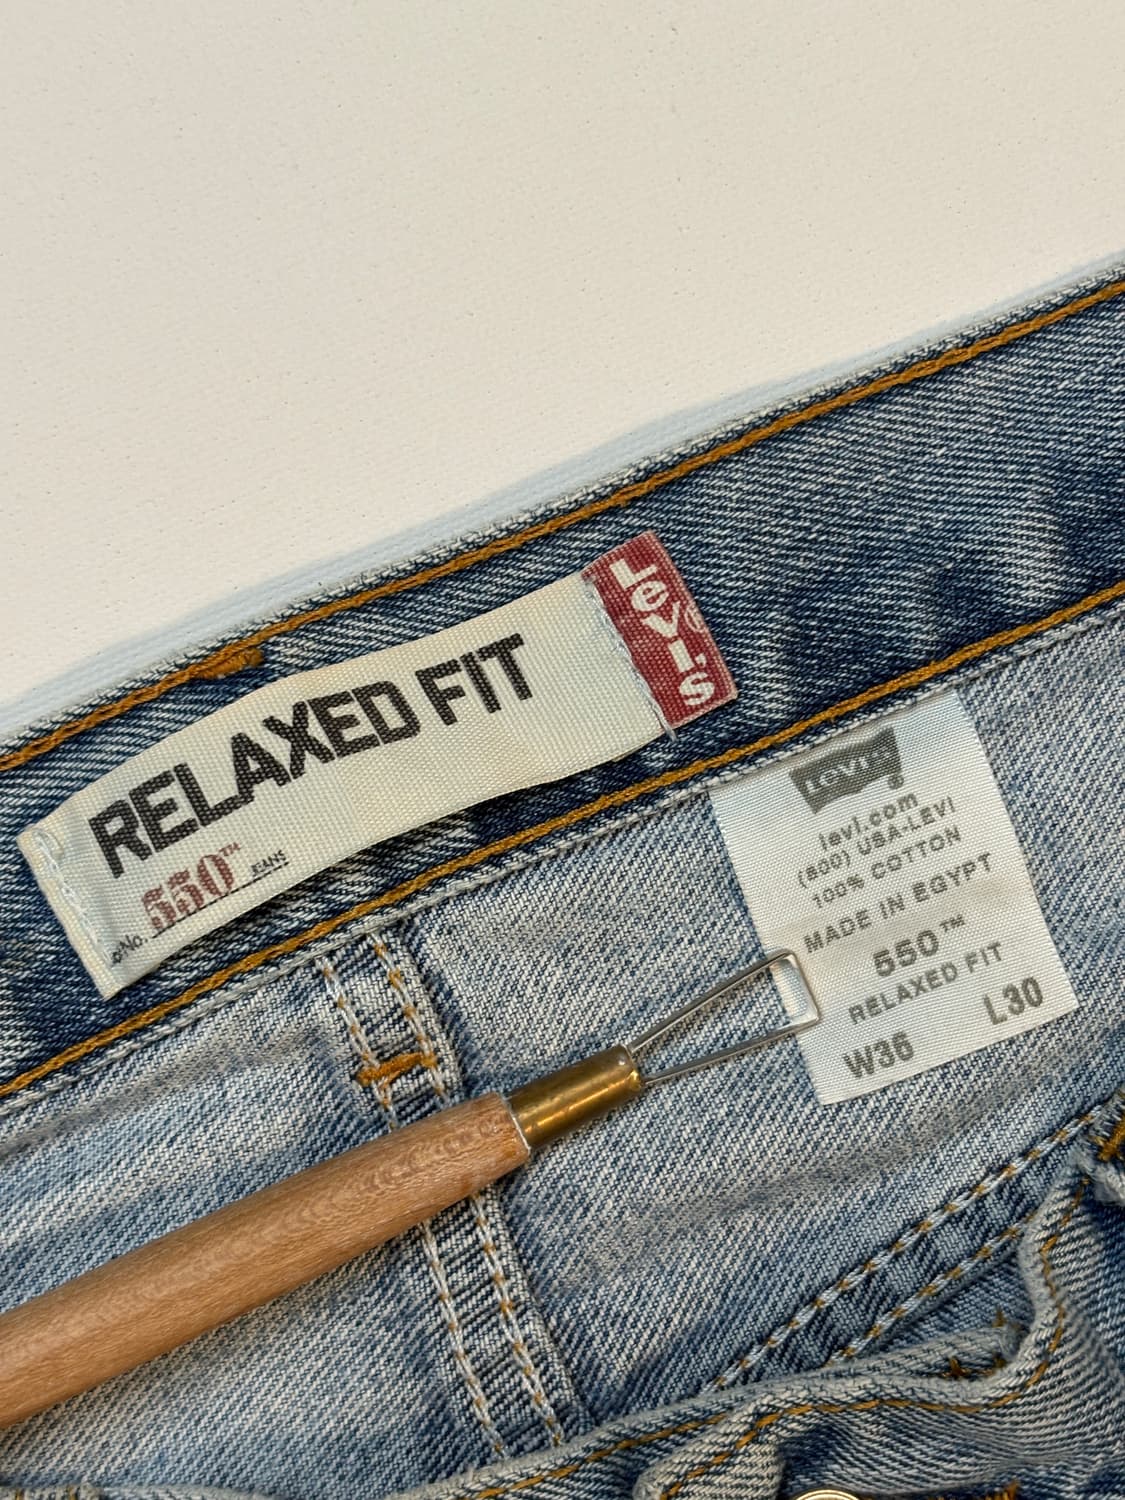 RELAXED FIT
No. 550™ JEANS
Levi's®
Levi's
levi.com
(800) USA-LEVI
100% COTTON
MADE IN EGYPT
550™
RELAXED FIT
W36 L30